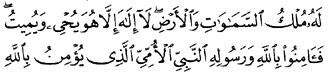 لَهُۥ مُلۡكُ ٱلسَّمَٰوَٰتِ وَٱلۡأَرۡضِۖ لَآ إِلَٰهَ إِلَّا هُوَ يُحۡيِۦ وَيُمِيتُۖ
فَـَٔامِنُواْ بِٱللَّهِ وَرَسُولِهِ ٱلنَّبِيِّ ٱلۡأُمِّيِّ ٱلَّذِي يُؤۡمِنُ بِٱللَّهِ